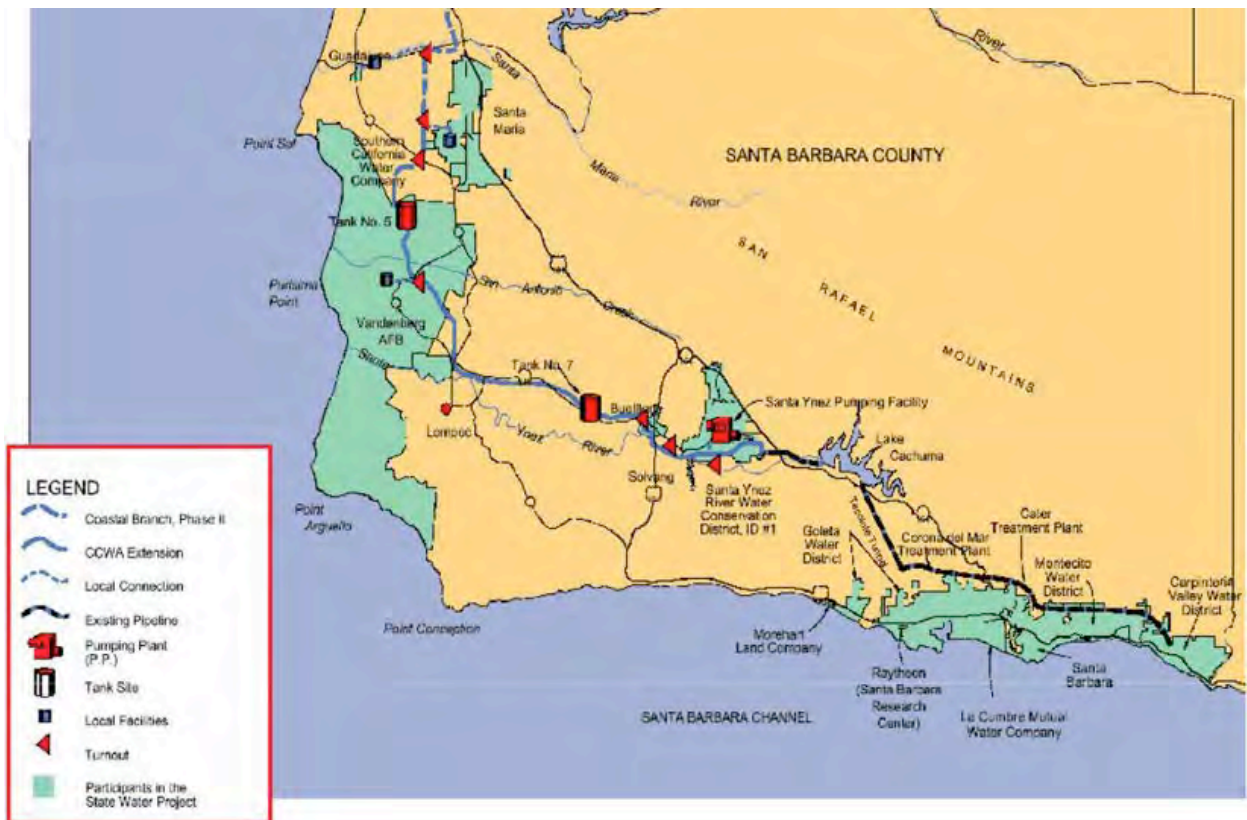 River
Guadalupe
Santa
Maria
River
Santa
Maria
Point Sal
Southern
California
Water
Company
SANTA BARBARA COUNTY
Tank No. 5
SAN
RAFAEL
MOUNTAINS
Purisima
Point
San
Antonio
Creek
Vandenberg
AFB
Santa
Ynez
River
Tank No. 7
Buellton
Santa Ynez Pumping Facility
Lompoc
Lake
Cachuma
Solvang
Santa Ynez
River Water
Conservation
District, ID #1
Point
Arguello
Goleta
Water
District
Tecolote Tunnel
Corona del Mar
Treatment Plant
Cater
Treatment Plant
Montecito
Water
District
Carpinteria
Valley Water
District
Point Conception
Morehart
Land Company
Raytheon
(Santa Barbara
Research
Center)
Santa
Barbara
La Cumbre Mutual
Water Company
SANTA BARBARA CHANNEL
LEGEND
Coastal Branch, Phase II
CCWA Extension
Local Connection
Existing Pipeline
Pumping Plant
(P.P.)
Tank Site
Local Facilities
Turnout
Participants in the
State Water Project